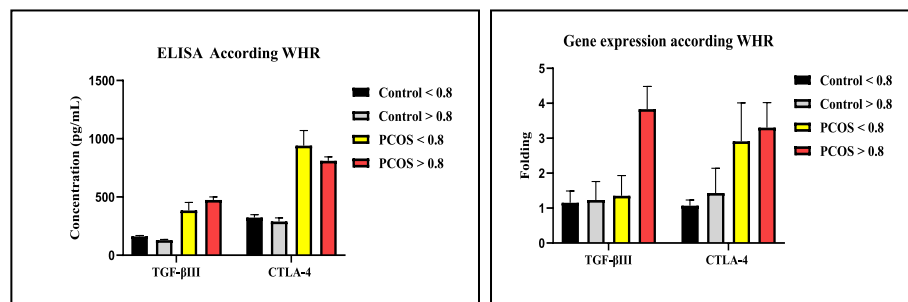 ELISA According WHR
Concentration (pg/mL)
1500
1000
500
0
TGF-βIII
CTLA-4
Control < 0.8
Control > 0.8
PCOS < 0.8
PCOS > 0.8
Gene expression according WHR
Folding
5
4
3
2
1
0
TGF-βIII
CTLA-4
Control < 0.8
Control > 0.8
PCOS < 0.8
PCOS > 0.8